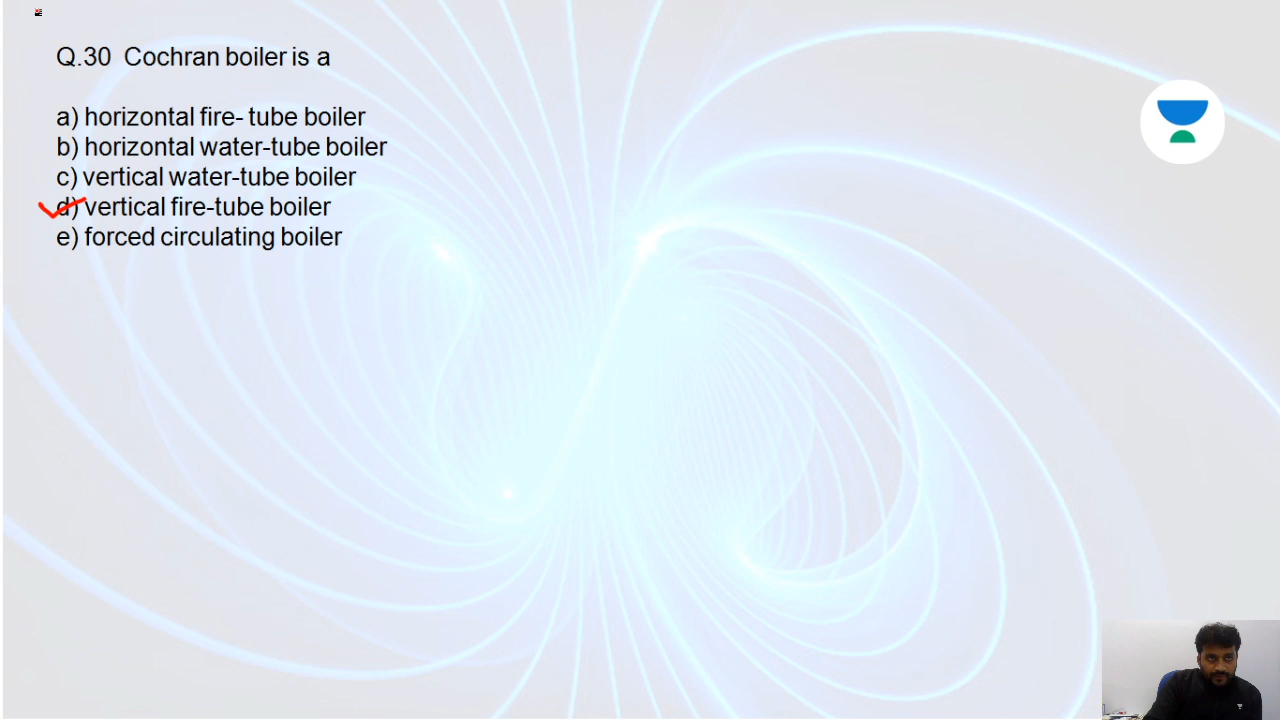 Q.30 Cochran boiler is a
a) horizontal fire- tube boiler
b) horizontal water-tube boiler
c) vertical water-tube boiler
d) vertical fire-tube boiler
e) forced circulating boiler